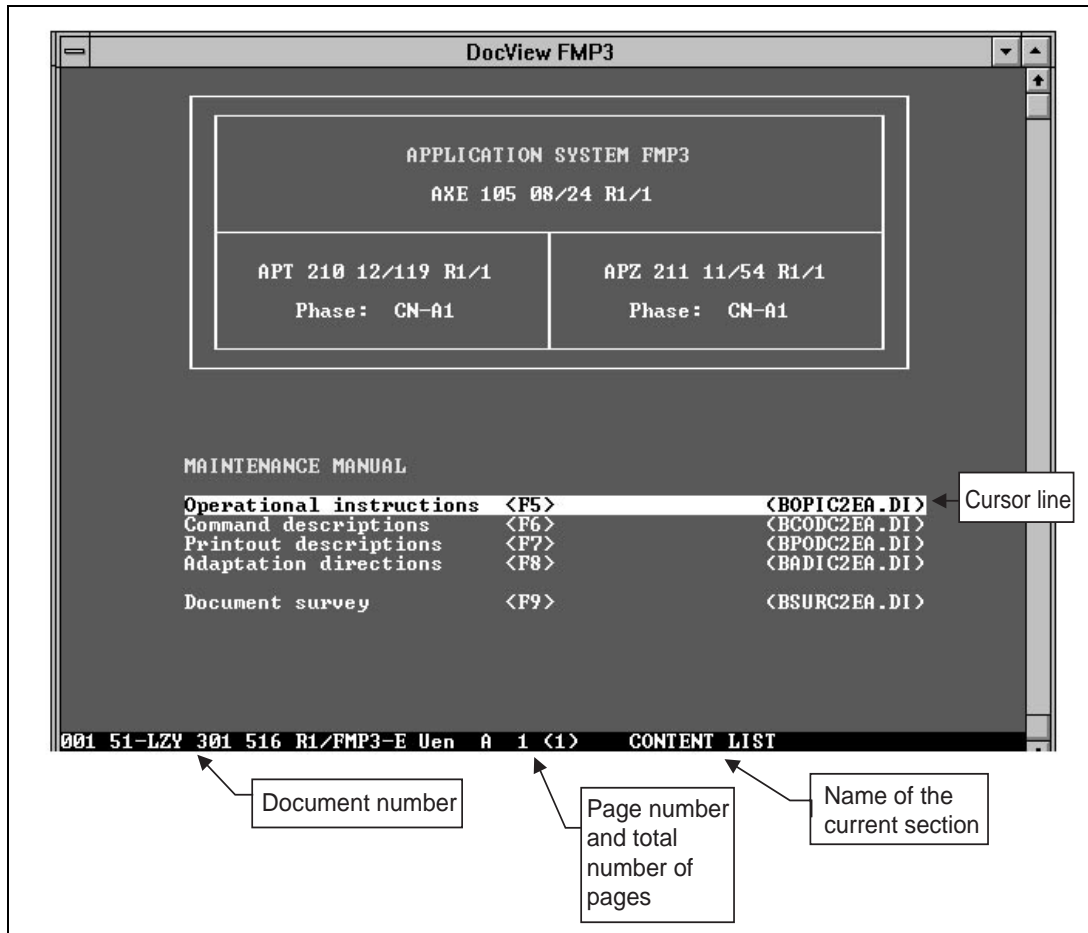 DocView FMP3
APPLICATION SYSTEM FMP3
AXE 105 08/24 R1/1
APT 210 12/119 R1/1
Phase: CN-A1
APZ 211 11/54 R1/1
Phase: CN-A1
MAINTENANCE MANUAL
Operational instructions <F5> (BOPIC2EA.DI)
Cursor line
Command descriptions <F6> (BCODC2EA.DI)
Printout descriptions <F7> (BPODC2EA.DI)
Adaptation directions <F8> (BADIC2EA.DI)
Document survey <F9> (BSURC2EA.DI)
001 51-LZY 301 516 R1/FMP3-E Uen A 1 (1) CONTENT LIST
Document number
Page number
and total
number of
pages
Name of the
current section